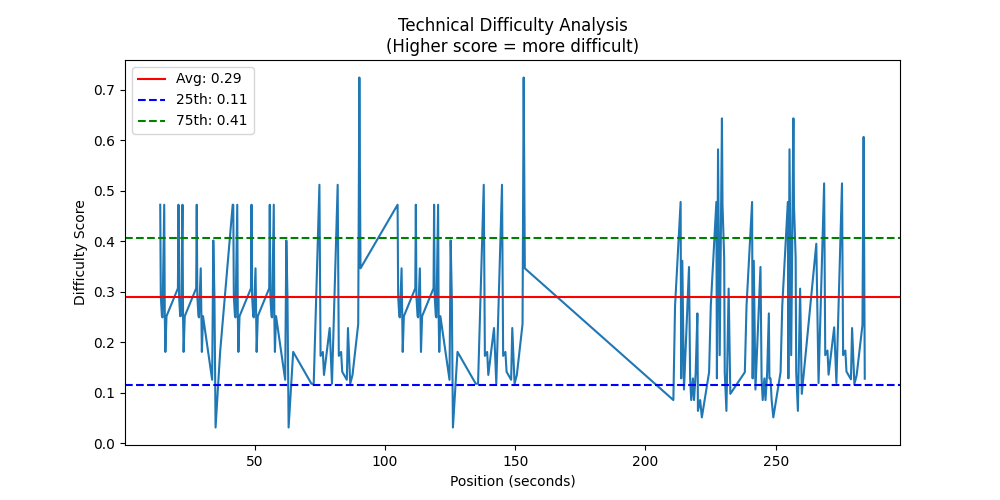 Technical Difficulty Analysis
(Higher score = more difficult)
Avg: 0.29
25th: 0.11
75th: 0.41
Difficulty Score
0.7
0.6
0.5
0.4
0.3
0.2
0.1
0.0
50 100 150 200 250
Position (seconds)